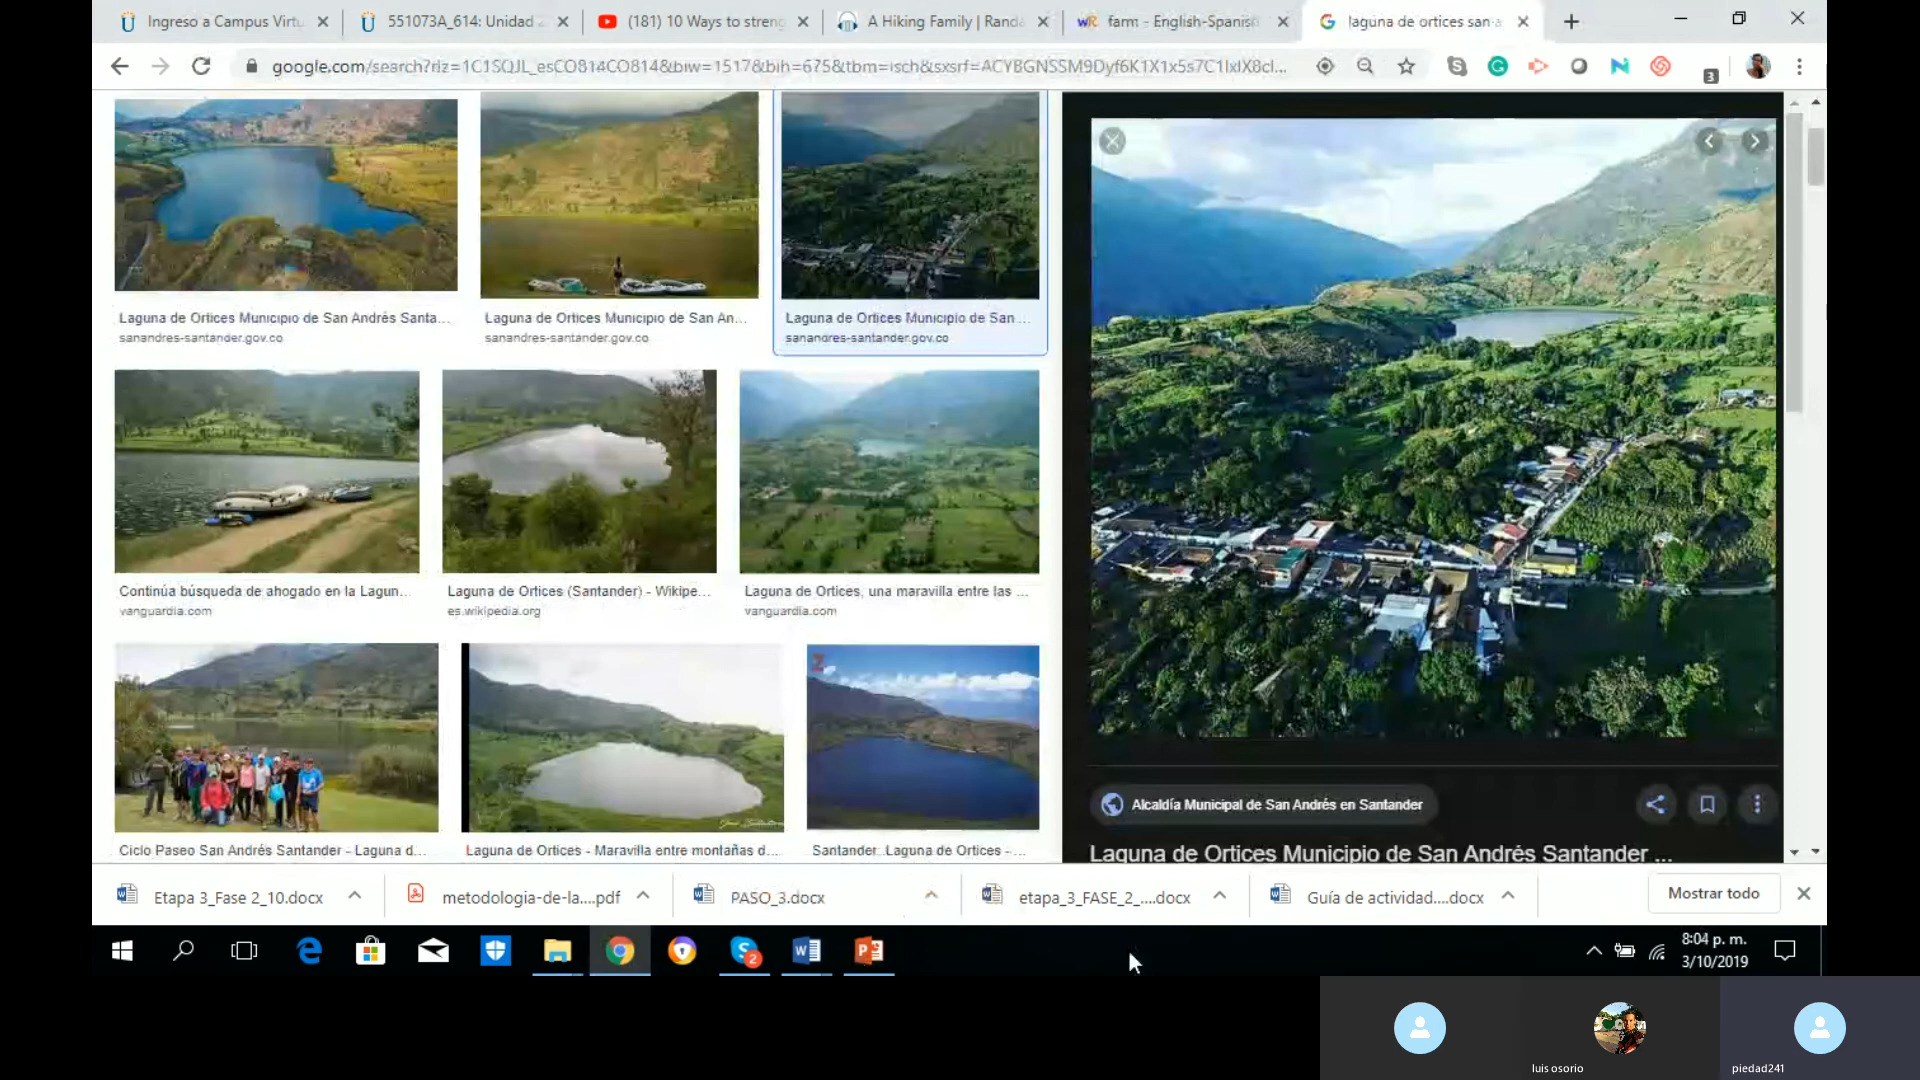 Ingreso a Campus Virtu
551073A_614: Unidad 2
(181) 10 Ways to streng
A Hiking Family | Randa
wR farm - English-Spanish
laguna de ortices san a
google.com/search?rlz=1C1SQJL_esCO814CO814&biw=1517&bih=675&tbm=isch&sxsrf=ACYBGNSSM9Dyf6K1X1x5s7C1IxIX8cl...
3
Laguna de Ortices Municipio de San Andrés Santa...
sanandres-santander.gov.co
Laguna de Ortices Municipio de San An...
sanandres-santander.gov.co
Laguna de Ortices Municipio de San ...
sanandres-santander.gov.co
Continúa búsqueda de ahogado en la Lagun...
vanguardia.com
Laguna de Ortices (Santander) - Wikipe...
es.wikipedia.org
Laguna de Ortices, una maravilla entre las ...
vanguardia.com
Ciclo Paseo San Andrés Santander - Laguna d...
Laguna de Ortices - Maravilla entre montañas d...
Santander: Laguna de Ortices - ...
Alcaldía Municipal de San Andrés en Santander
Laguna de Ortices Municipio de San Andrés Santander ...
Etapa 3_Fase 2_10.docx
metodologia-de-la....pdf
PASO_3.docx
etapa_3_FASE_2_....docx
Guía de actividad....docx
Mostrar todo
2
8:04 p. m.
3/10/2019
luis osorio
piedad241